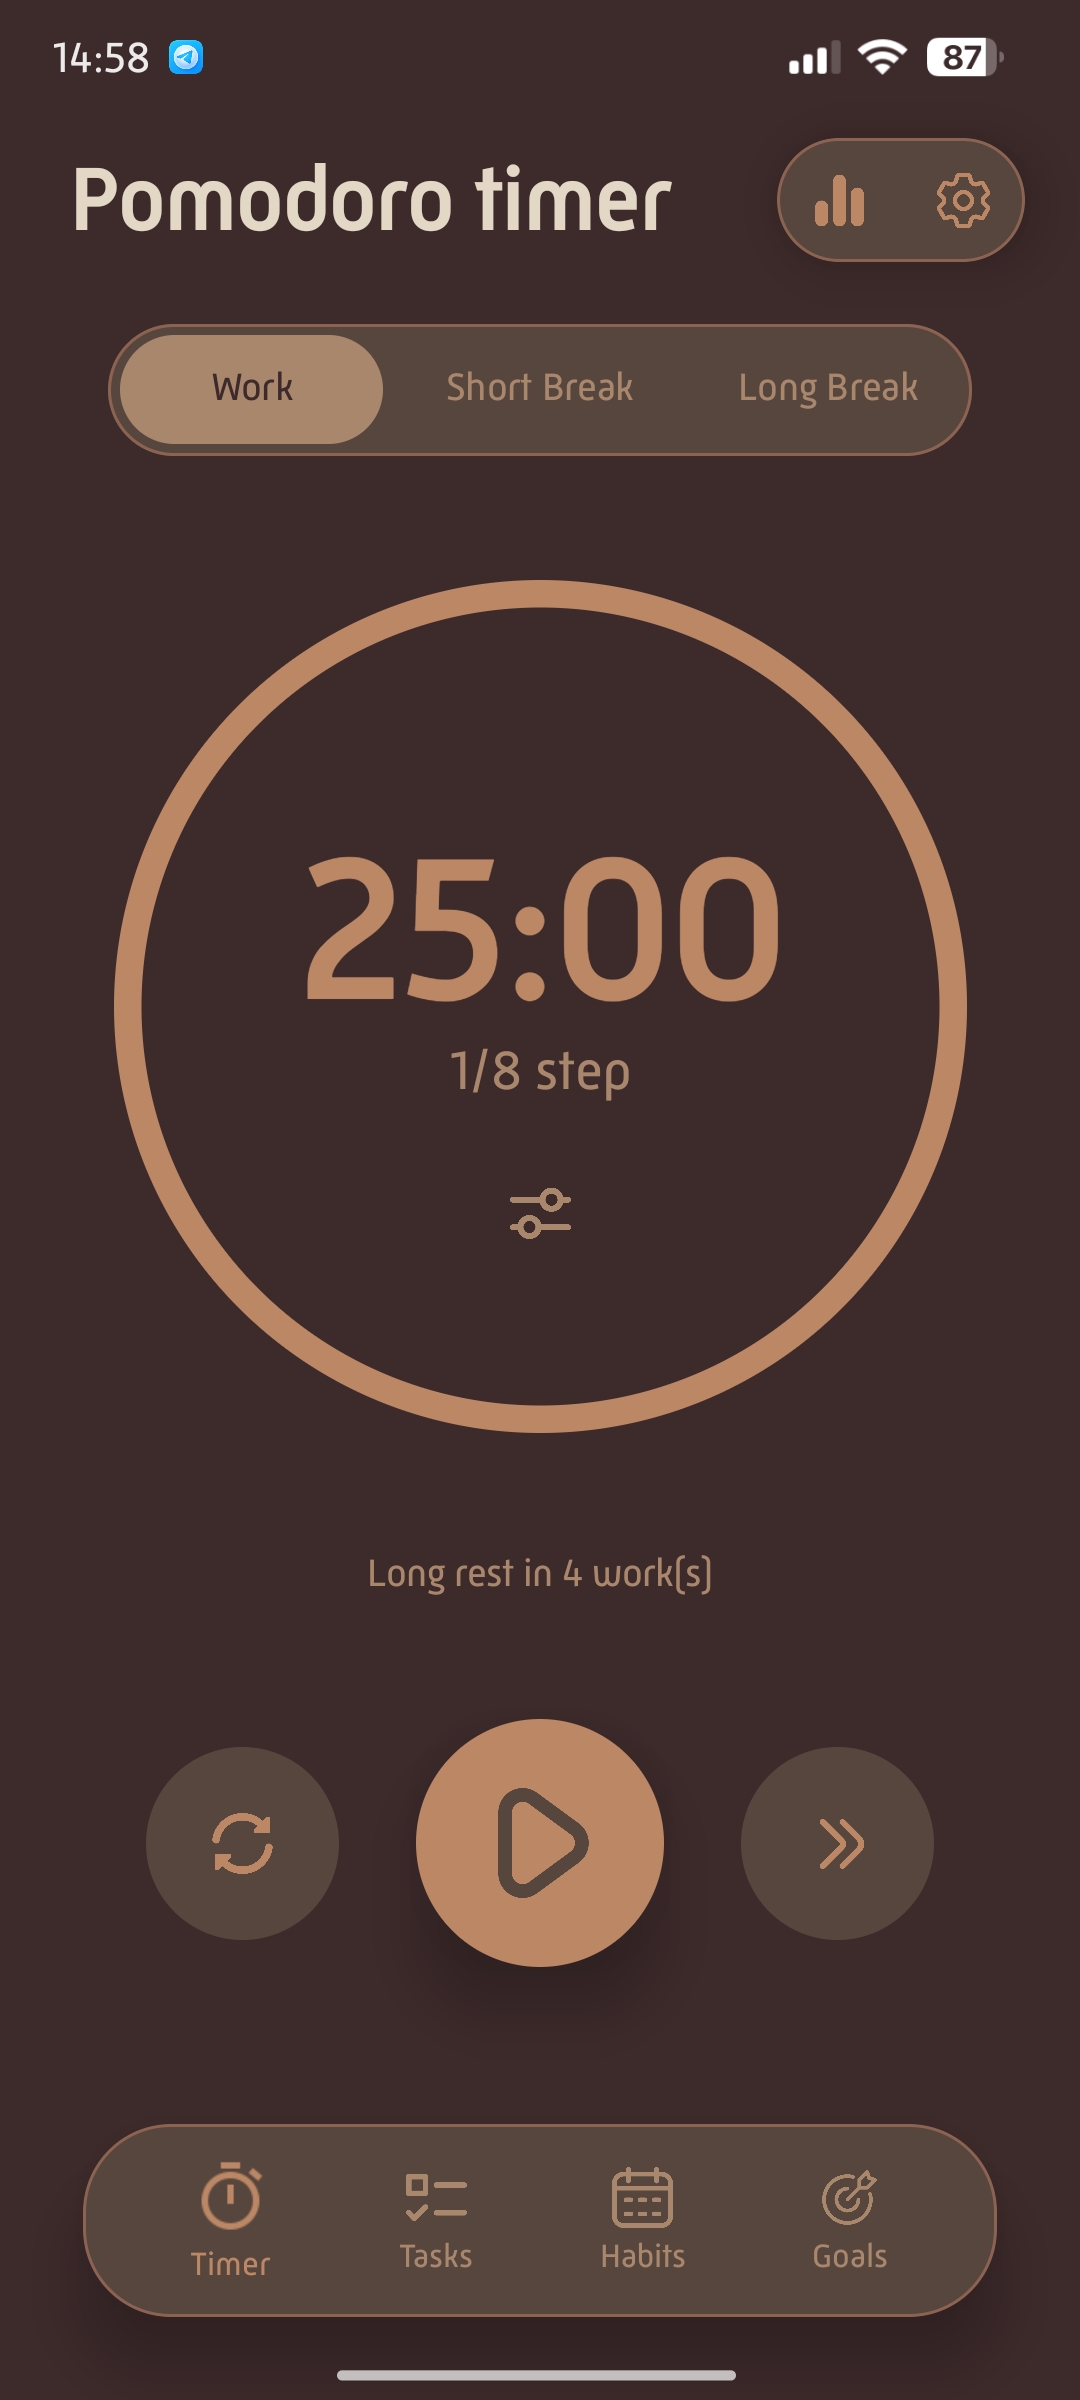 14:58
87
Pomodoro timer
Work Short Break Long Break
25:00
1/8 step
Long rest in 4 work(s)
Timer Tasks Habits Goals